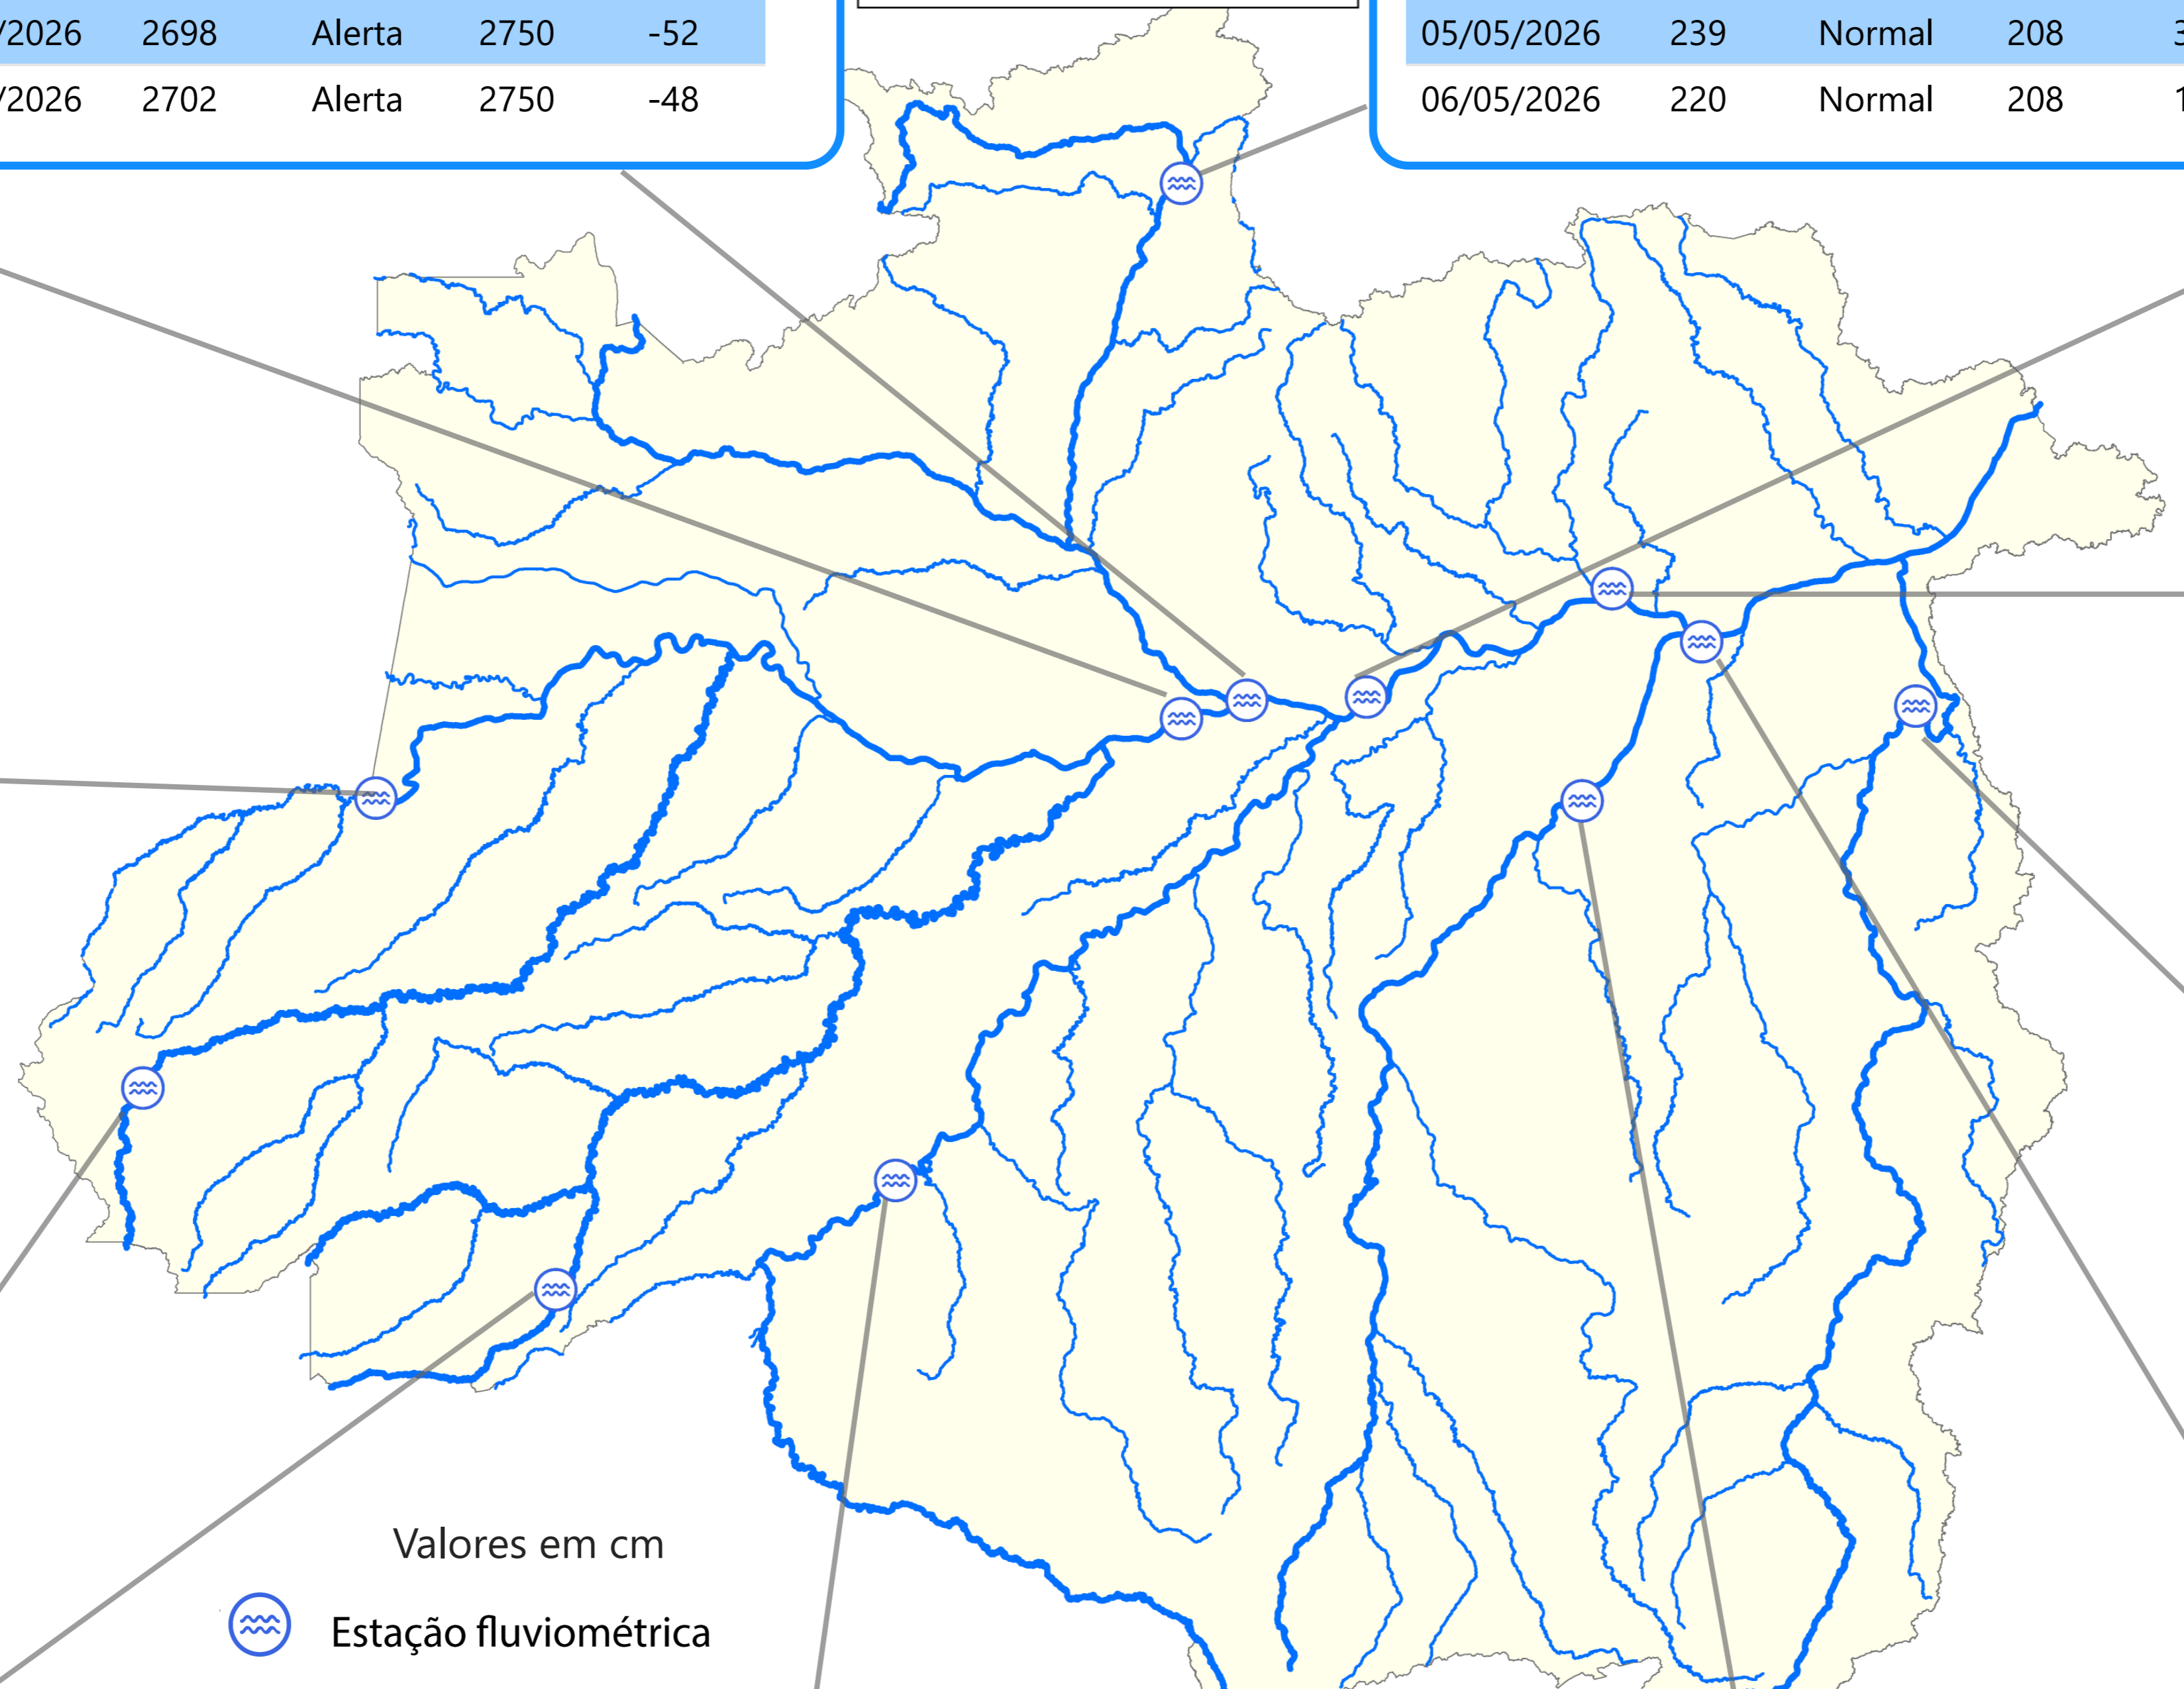 /2026 2698 Alerta 2750 -52
/2026 2702 Alerta 2750 -48
05/05/2026 239 Normal 208
06/05/2026 220 Normal 208
Valores em cm
Estação fluviométrica